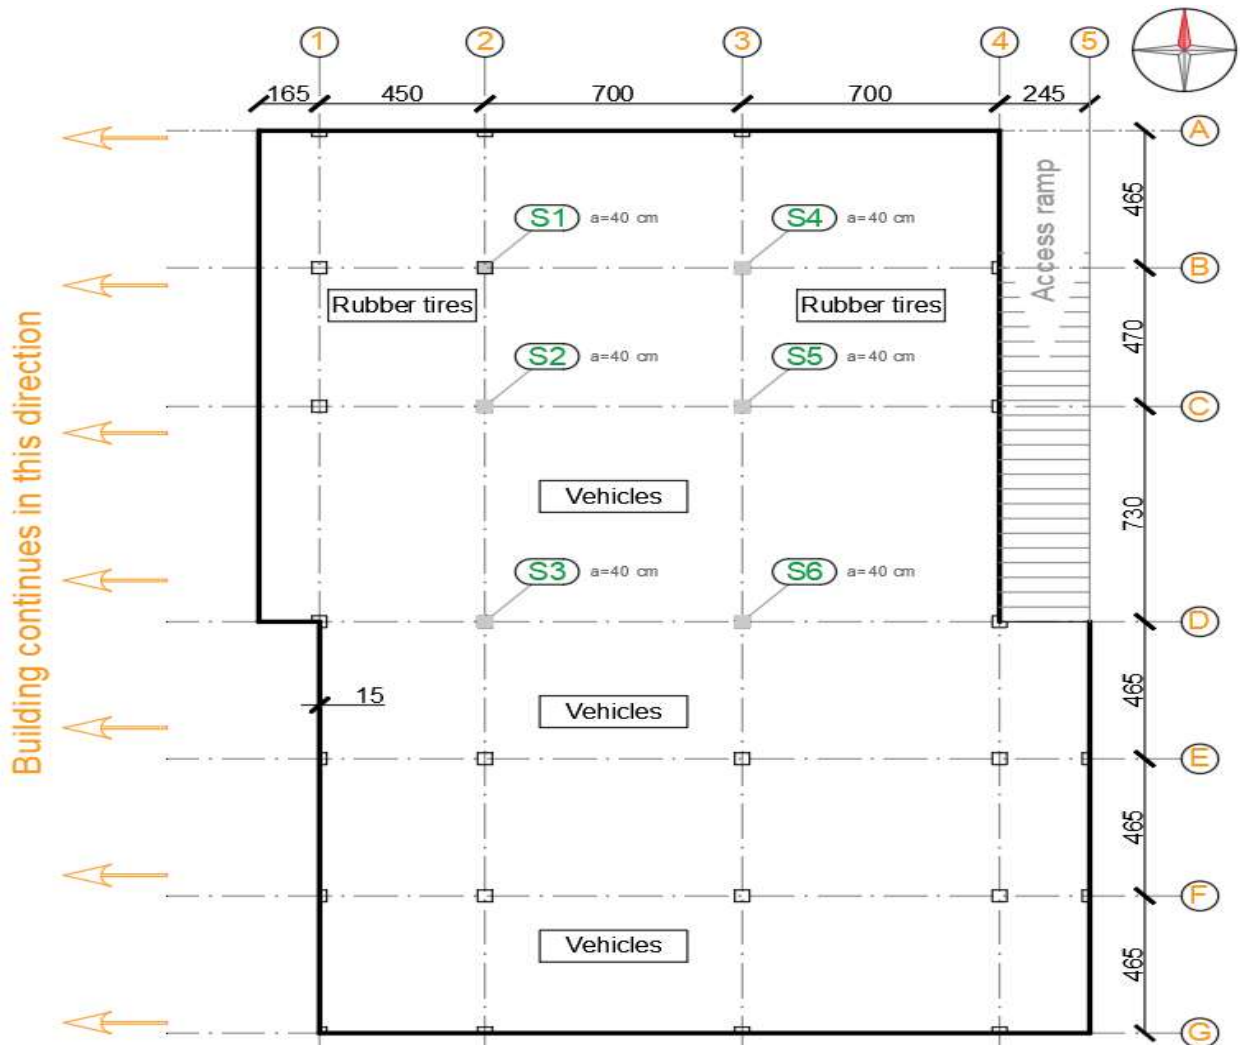 1 2 3 4 5
165 450 700 700 245
A
Access ramp
465
S1 a=40 cm
S4 a=40 cm
B
Rubber tires
Rubber tires
470
S2 a=40 cm
S5 a=40 cm
C
Building continues in this direction
Vehicles
730
S3 a=40 cm
S6 a=40 cm
D
15
465
Vehicles
E
465
F
Vehicles
465
G